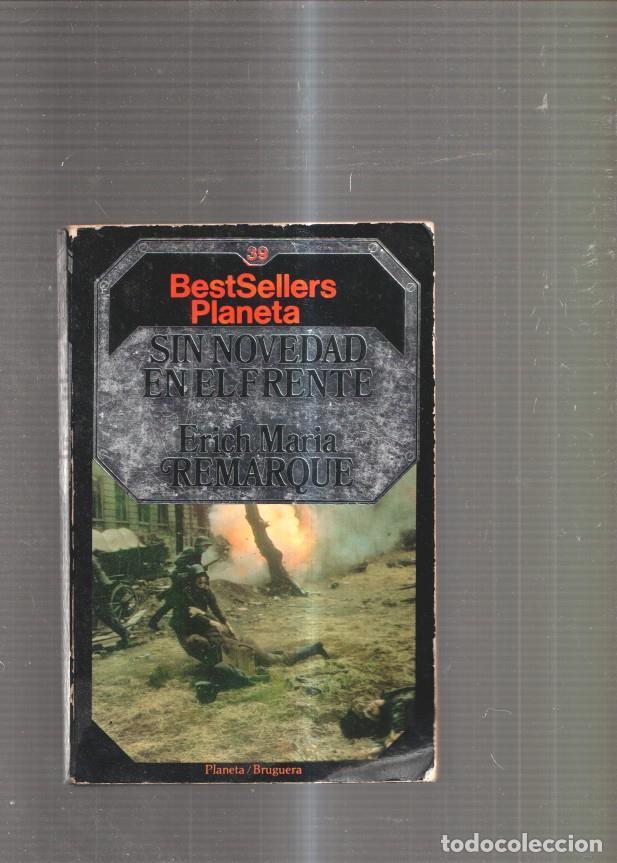 39
BestSellers
Planeta
SIN NOVEDAD
EN EL FRENTE
Erich Maria
REMARQUE
Planeta/Bruguera
todocoleccion